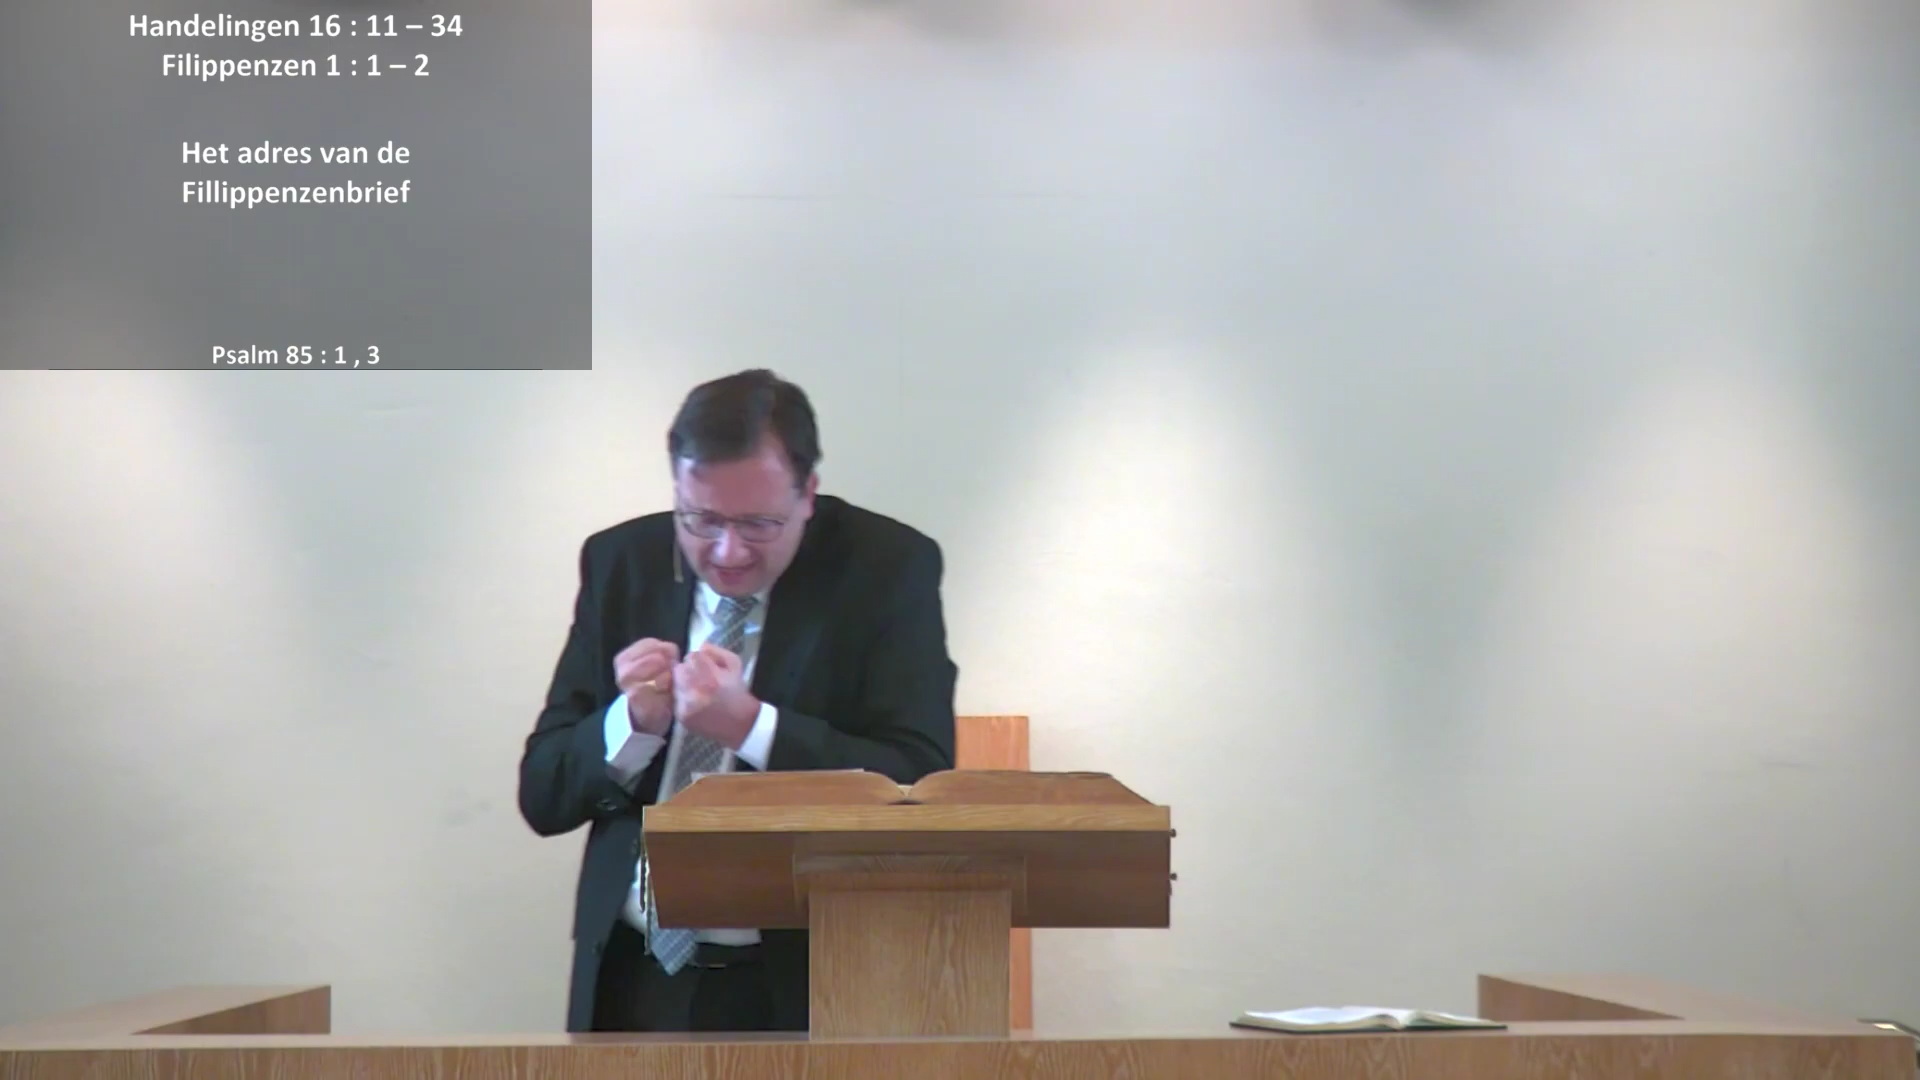 Handelingen 16 : 11 – 34
Filippenzen 1 : 1 – 2
Het adres van de
Fillippenzenbrief
Psalm 85 : 1 , 3